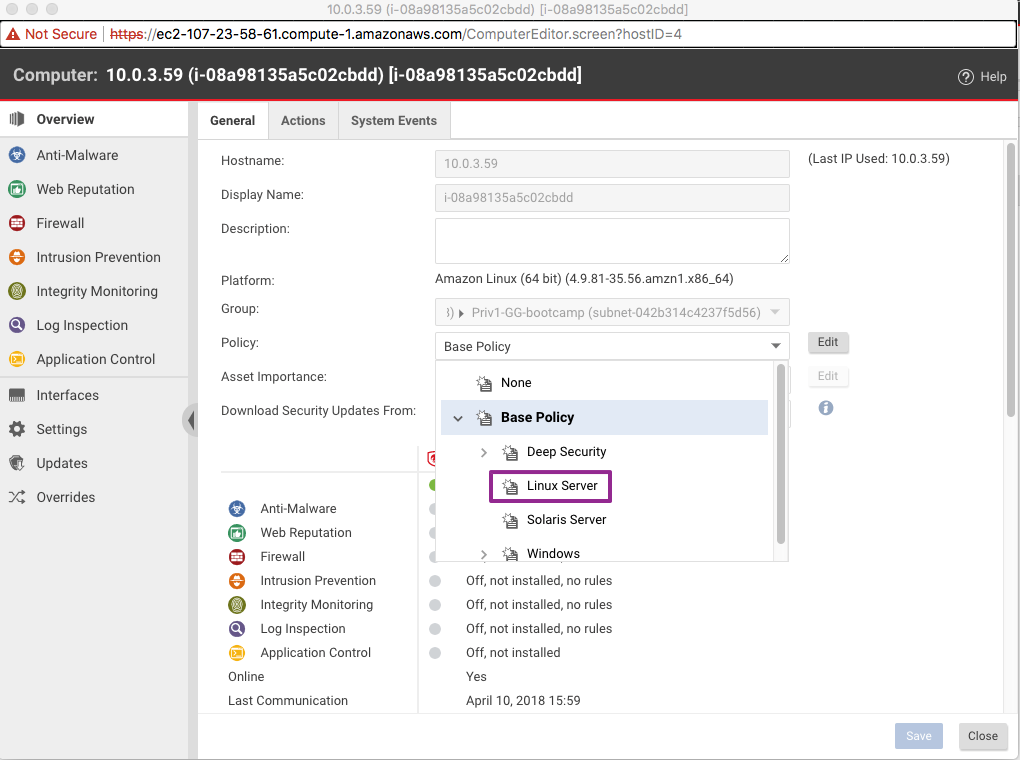 10.0.3.59 (i-08a98135a5c02cbdd) [i-08a98135a5c02cbdd]
Not Secure | https://ec2-107-23-58-61.compute-1.amazonaws.com/ComputerEditor.screen?hostID=4
Computer: 10.0.3.59 (i-08a98135a5c02cbdd) [i-08a98135a5c02cbdd]
Help
Overview
Anti-Malware
Web Reputation
Firewall
Intrusion Prevention
Integrity Monitoring
Log Inspection
Application Control
Interfaces
Settings
Updates
Overrides
General Actions System Events
Hostname: 10.0.3.59 (Last IP Used: 10.0.3.59)
Display Name: i-08a98135a5c02cbdd
Description:
Platform: Amazon Linux (64 bit) (4.9.81-35.56.amzn1.x86_64)
Group: ) ▸ Priv1-GG-bootcamp (subnet-042b314c4237f5d56)
Policy: Base Policy Edit
Asset Importance: Edit
Download Security Updates From:
None
Base Policy
Deep Security
Linux Server
Solaris Server
Windows
Anti-Malware
Web Reputation
Firewall
Intrusion Prevention Off, not installed, no rules
Integrity Monitoring Off, not installed, no rules
Log Inspection Off, not installed, no rules
Application Control Off, not installed
Online Yes
Last Communication April 10, 2018 15:59
Save Close